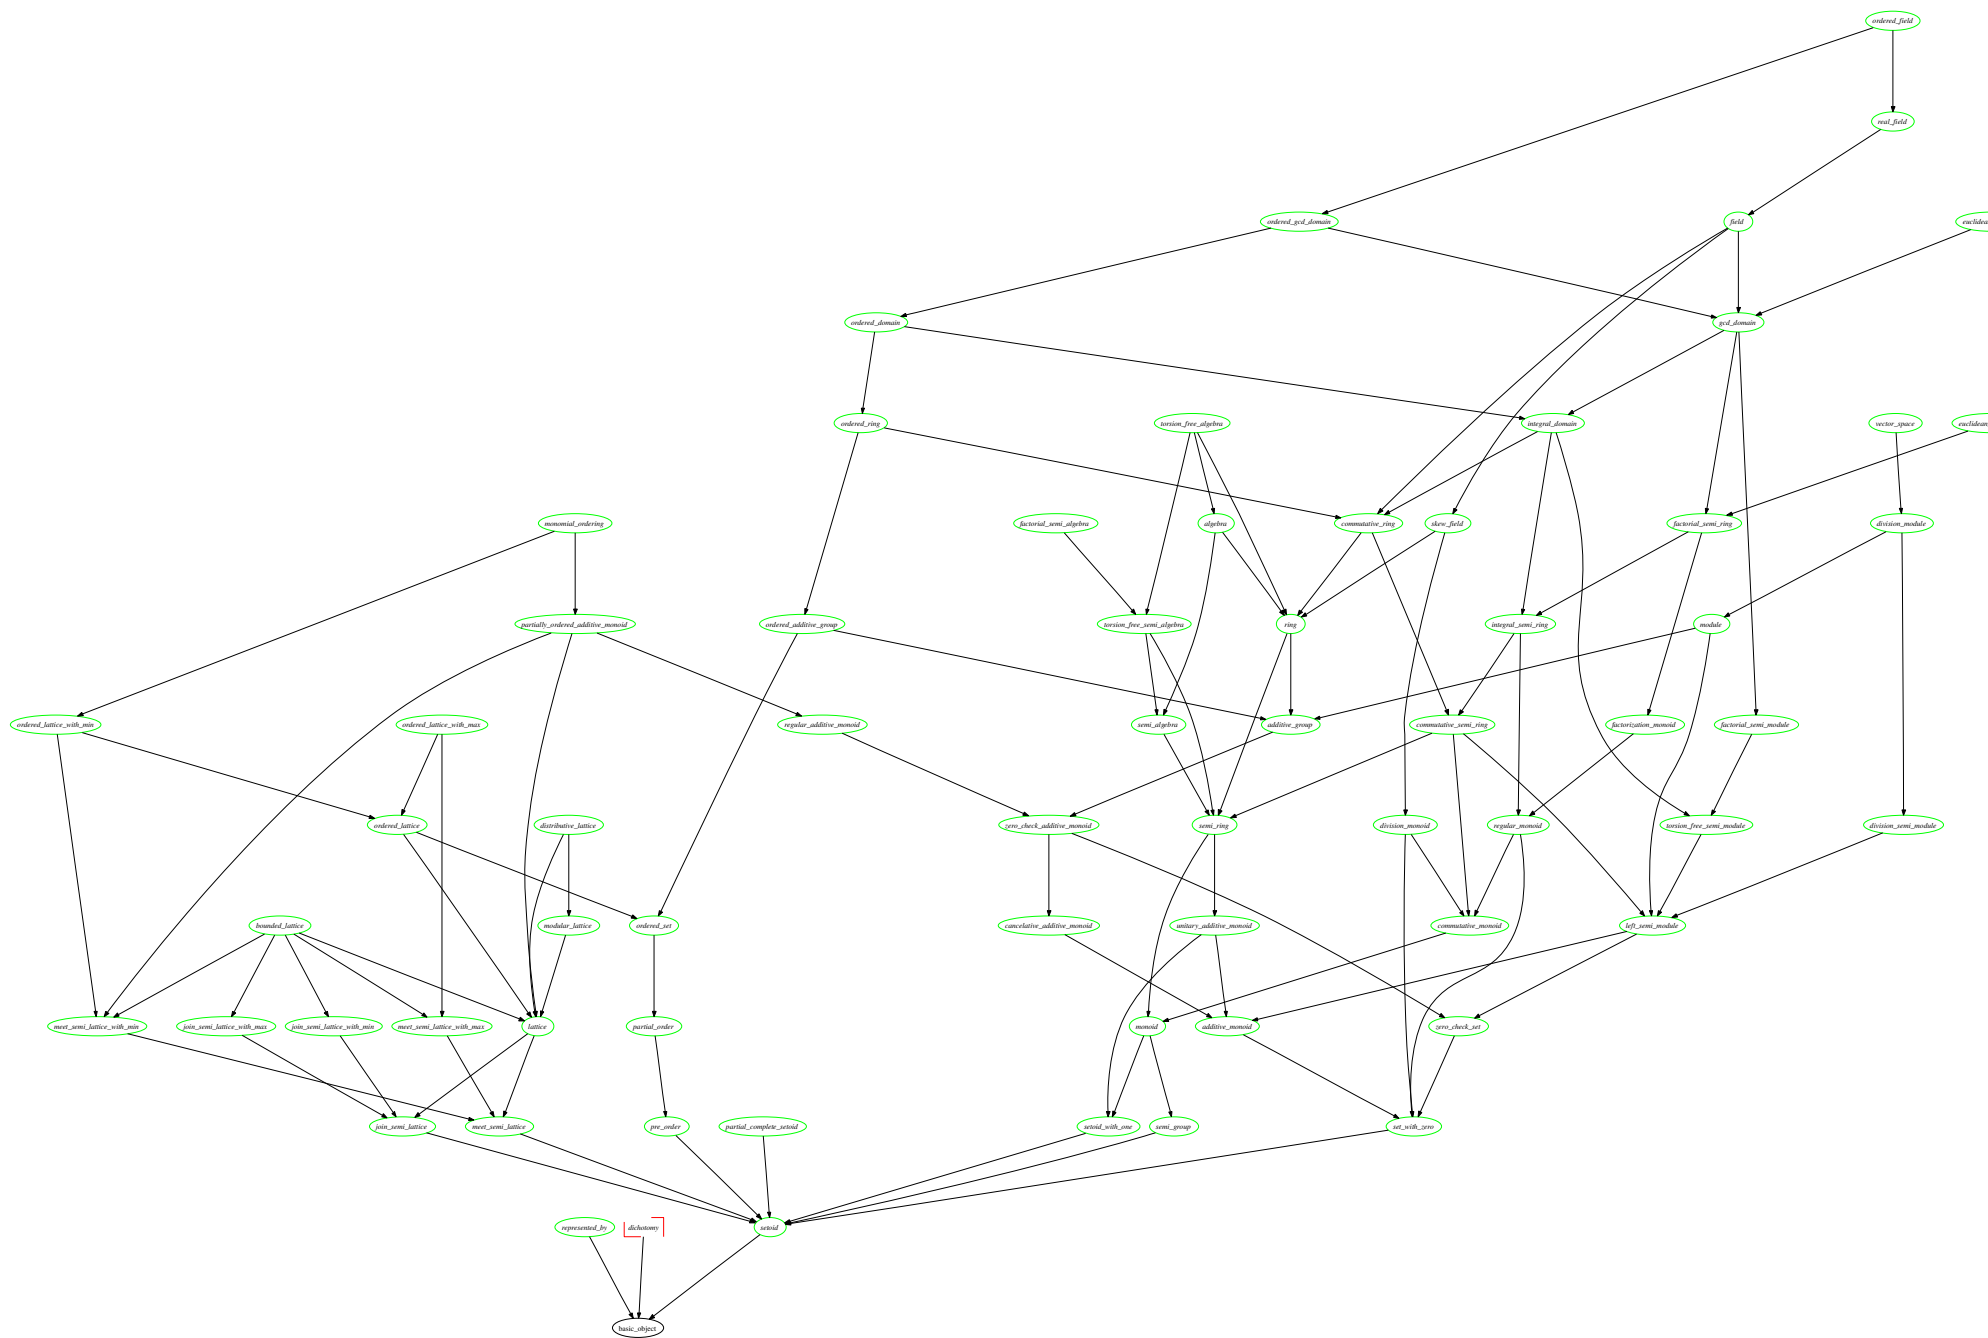 ordered_field
real_field
ordered_gcd_domain
field
ordered_domain
gcd_domain
ordered_ring
torsion_free_algebra
integral_domain
vector_space
monomial_ordering
factorial_semi_algebra
algebra
commutative_ring
skew_field
factorial_semi_ring
division_module
partially_ordered_additive_monoid
ordered_additive_group
torsion_free_semi_algebra
ring
integral_semi_ring
module
ordered_lattice_with_min
ordered_lattice_with_max
regular_additive_monoid
semi_algebra
additive_group
commutative_semi_ring
factorization_monoid
factorial_semi_module
ordered_lattice
distributive_lattice
zero_check_additive_monoid
semi_ring
division_monoid
regular_monoid
torsion_free_semi_module
division_semi_module
bounded_lattice
modular_lattice
ordered_set
cancelative_additive_monoid
unitary_additive_monoid
commutative_monoid
left_semi_module
meet_semi_lattice_with_min
join_semi_lattice_with_max
join_semi_lattice_with_min
meet_semi_lattice_with_max
lattice
partial_order
monoid
additive_monoid
zero_check_set
join_semi_lattice
meet_semi_lattice
pre_order
partial_complete_setoid
setoid_with_one
semi_group
set_with_zero
represented_by
dichotomy
setoid
basic_object